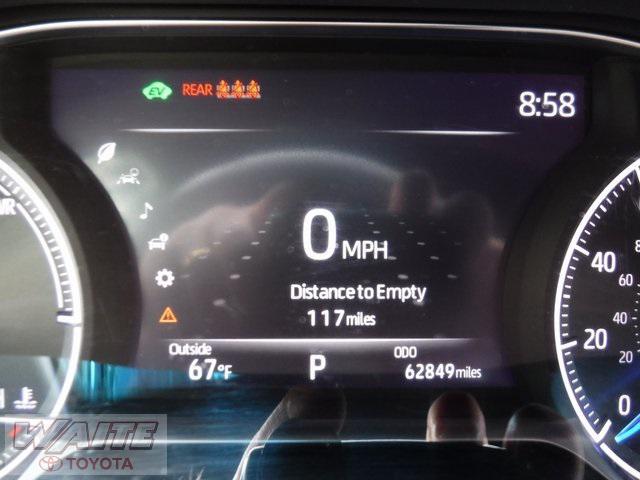 EV REAR
8:58
0 MPH
Distance to Empty
117 miles
Outside
67°F
P
ODO
62849 miles
40
20
0
60
40
20
WAITE
TOYOTA